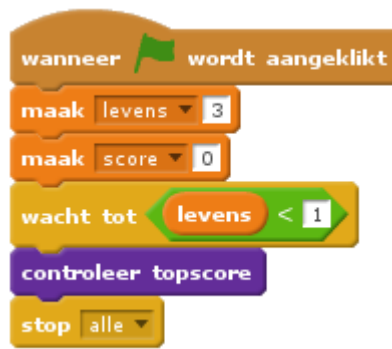 wanneer wordt aangeklikt
maak levens 3
maak score 0
wacht tot levens < 1
controleer topscore
stop alle